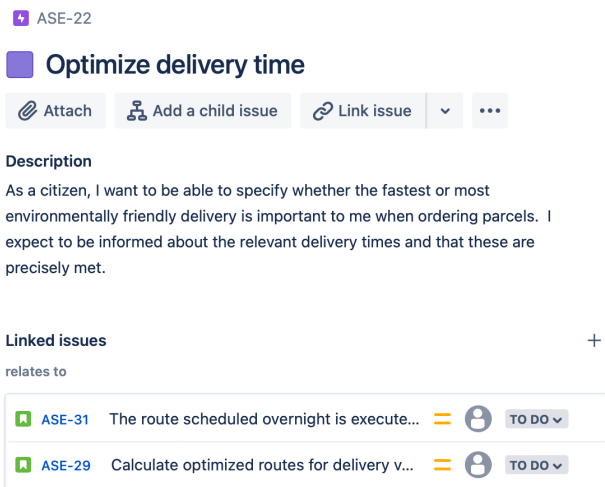 ASE-22
Optimize delivery time
Attach
Add a child issue
Link issue
Description
As a citizen, I want to be able to specify whether the fastest or most
environmentally friendly delivery is important to me when ordering parcels. I
expect to be informed about the relevant delivery times and that these are
precisely met.
Linked issues
relates to
ASE-31 The route scheduled overnight is execute... TO DO
ASE-29 Calculate optimized routes for delivery v... TO DO